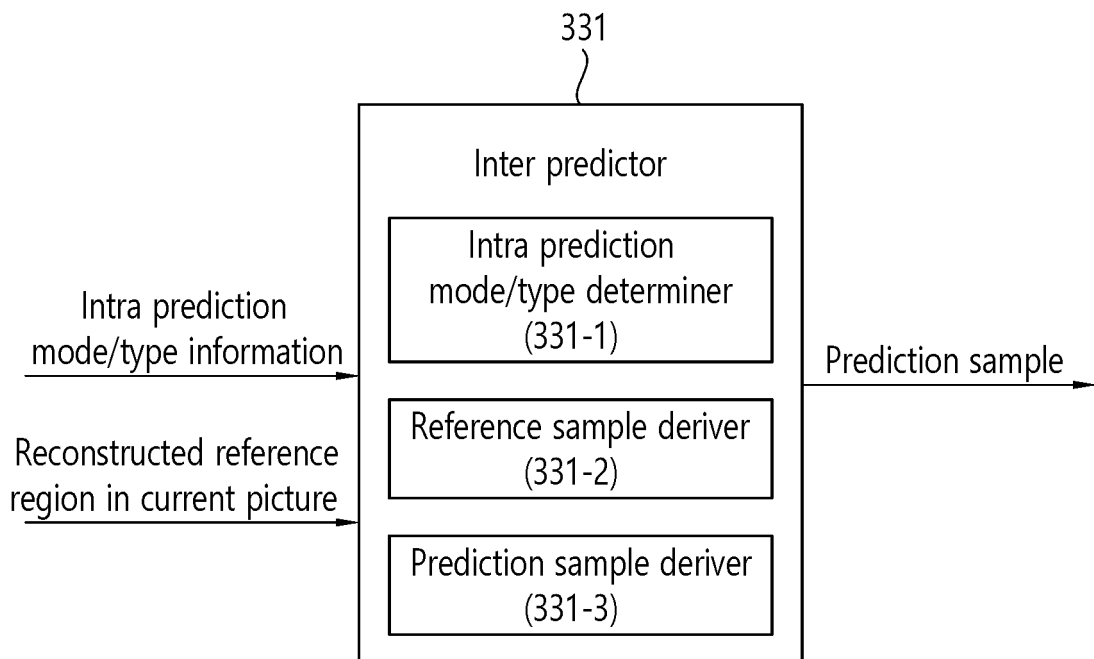 331
Inter predictor
Intra prediction
mode/type determiner
(331-1)
Intra prediction
mode/type information
Prediction sample
Reference sample deriver
(331-2)
Reconstructed reference
region in current picture
Prediction sample deriver
(331-3)